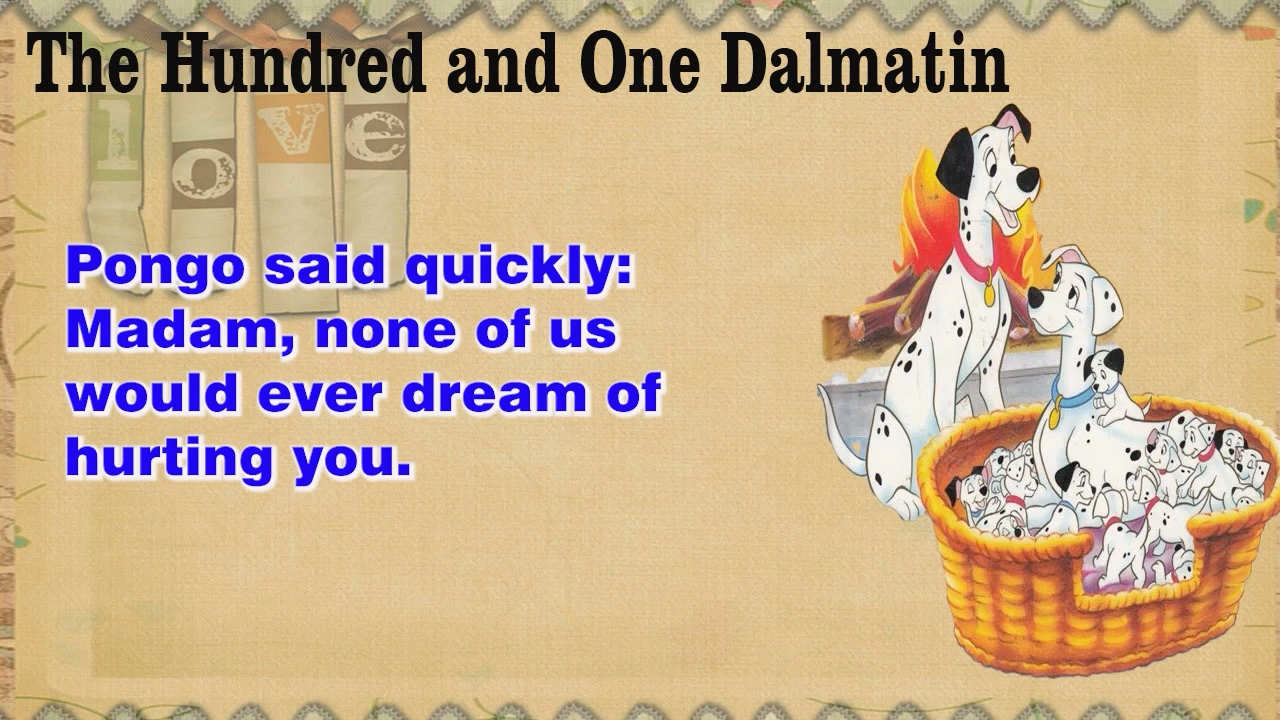 The Hundred and One Dalmatin
love
Pongo said quickly:
Madam, none of us
would ever dream of
hurting you.